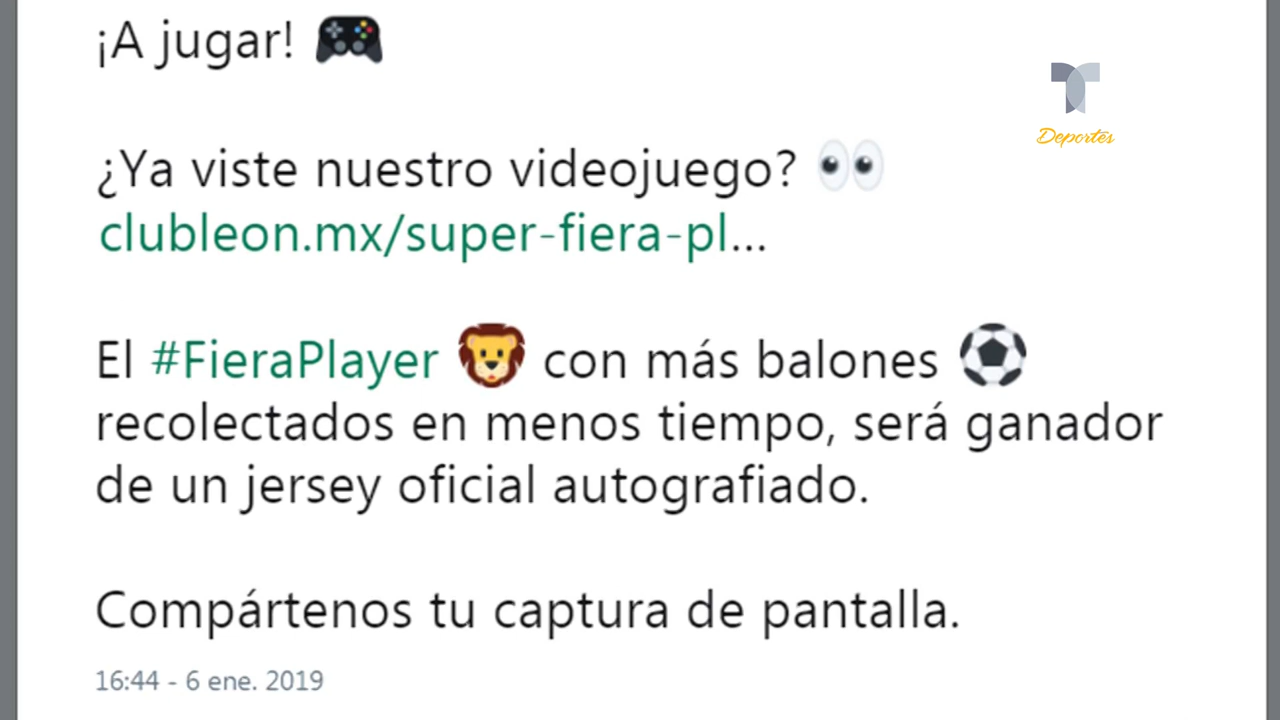 ¡A jugar! 🎮
Deportes
¿Ya viste nuestro videojuego? 👀
clubleon.mx/super-fiera-pl...
El #FieraPlayer 🦁 con más balones ⚽
recolectados en menos tiempo, será ganador
de un jersey oficial autografiado.
Compártenos tu captura de pantalla.
16:44 - 6 ene. 2019